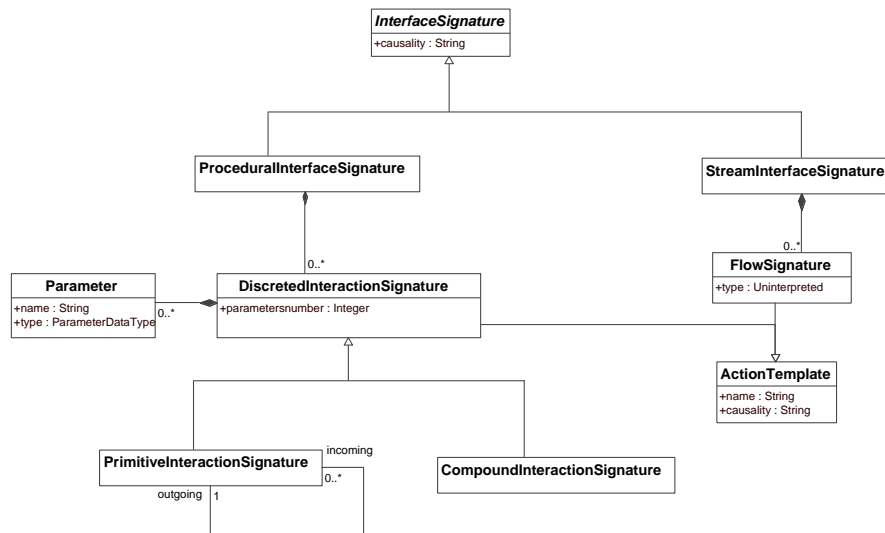 InterfaceSignature
+causality : String
ProceduralInterfaceSignature
StreamInterfaceSignature
0..*
0..*
Parameter
+name : String
+type : ParameterDataType
0..*
DiscretedInteractionSignature
+parametersnumber : Integer
FlowSignature
+type : Uninterpreted
ActionTemplate
+name : String
+causality : String
PrimitiveInteractionSignature
incoming
0..*
outgoing
1
CompoundInteractionSignature